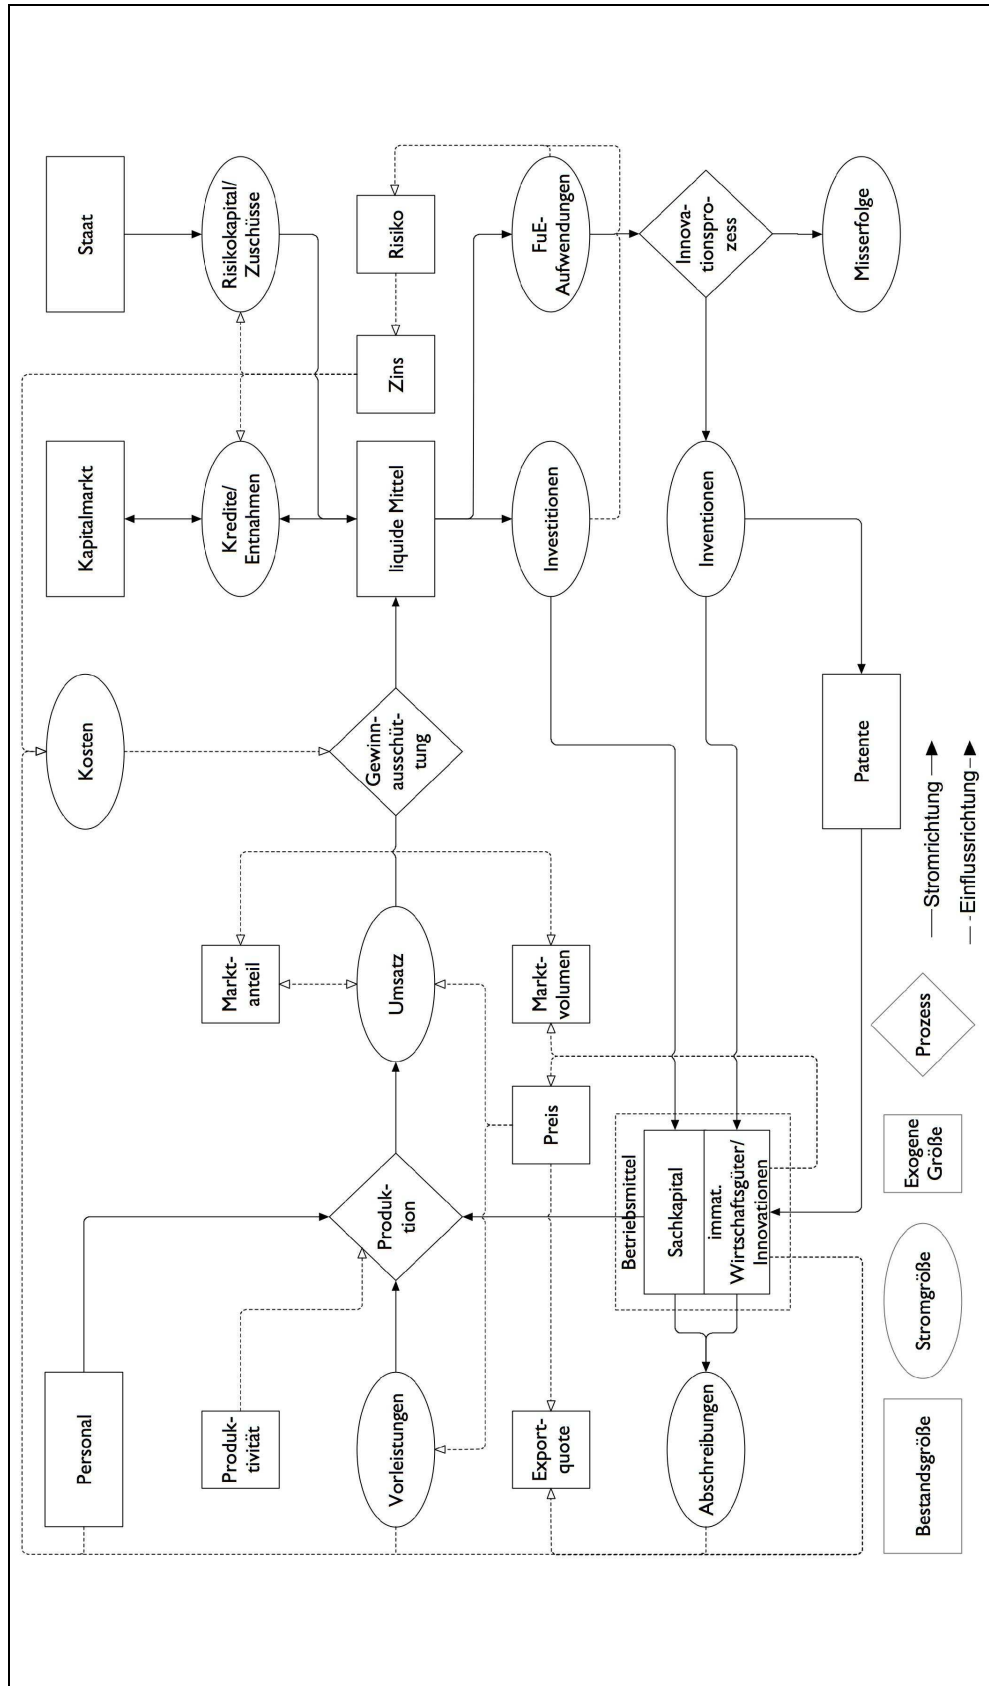 Personal
Kosten
Kapitalmarkt
Staat
Produk-
tivität
Markt-
anteil
Kredite/
Entnahmen
Risikokapital/
Zuschüsse
Vorleistungen
Produk-
tion
Umsatz
Gewinn-
ausschüt-
tung
liquide Mittel
Zins
Risiko
Export-
quote
Preis
Markt-
volumen
Investitionen
FuE-
Aufwendungen
Abschreibungen
Betriebsmittel
Sachkapital
immat.
Wirtschaftsgüter/
Innovationen
Inventionen
Innova-
tionspro-
zess
Patente
Misserfolge
Bestandsgröße
Stromgröße
Exogene
Größe
Prozess
Stromrichtung
Einflussrichtung